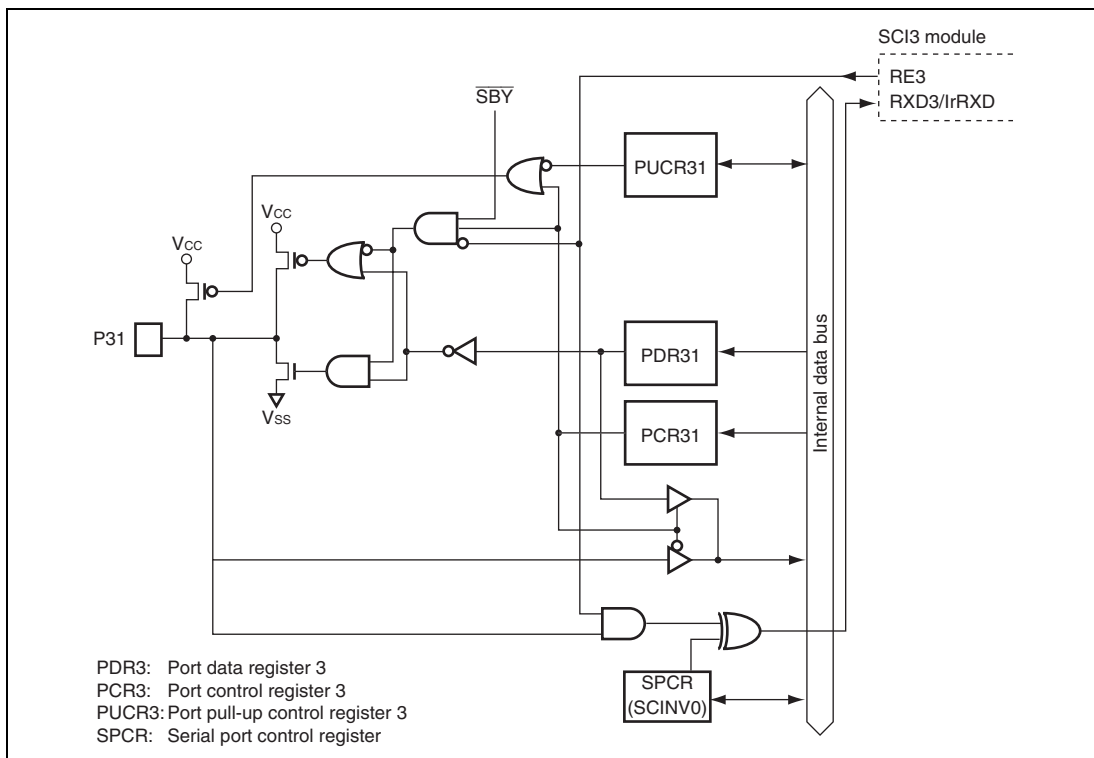 SCI3 module
RE3
RXD3/IrRXD
SBY
PUCR31
VCC
VCC
P31
PDR31
VSS
PCR31
Internal data bus
SPCR
(SCINV0)
PDR3: Port data register 3
PCR3: Port control register 3
PUCR3: Port pull-up control register 3
SPCR: Serial port control register